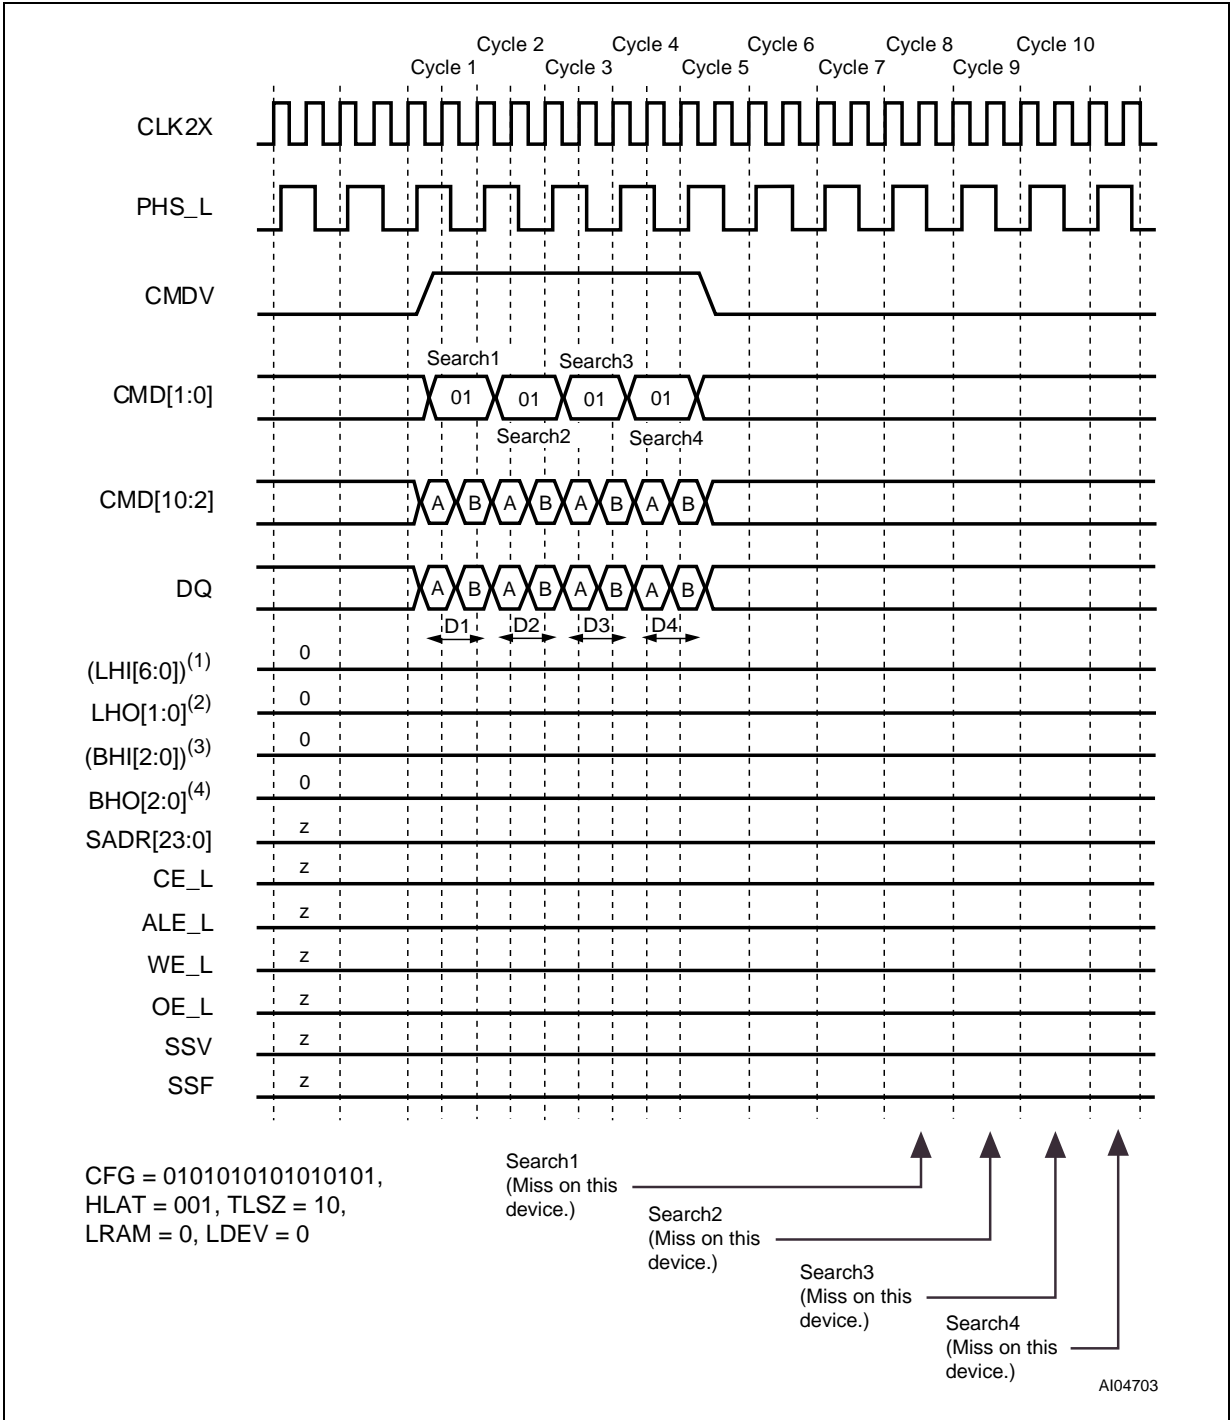 Cycle 2 Cycle 4 Cycle 6 Cycle 8 Cycle 10
Cycle 1 Cycle 3 Cycle 5 Cycle 7 Cycle 9
CLK2X
PHS_L
CMDV
Search1 Search3
CMD[1:0] 01 01 01 01
Search2 Search4
CMD[10:2] A B A B A B A B
DQ A B A B A B A B
D1 D2 D3 D4
(LHI[6:0])(1) 0
LHO[1:0](2) 0
(BHI[2:0])(3) 0
BHO[2:0](4) 0
SADR[23:0] z
CE_L z
ALE_L z
WE_L z
OE_L z
SSV z
SSF z
CFG = 0101010101010101,
HLAT = 001, TLSZ = 10,
LRAM = 0, LDEV = 0
Search1
(Miss on this
device.)
Search2
(Miss on this
device.)
Search3
(Miss on this
device.)
Search4
(Miss on this
device.)
AI04703